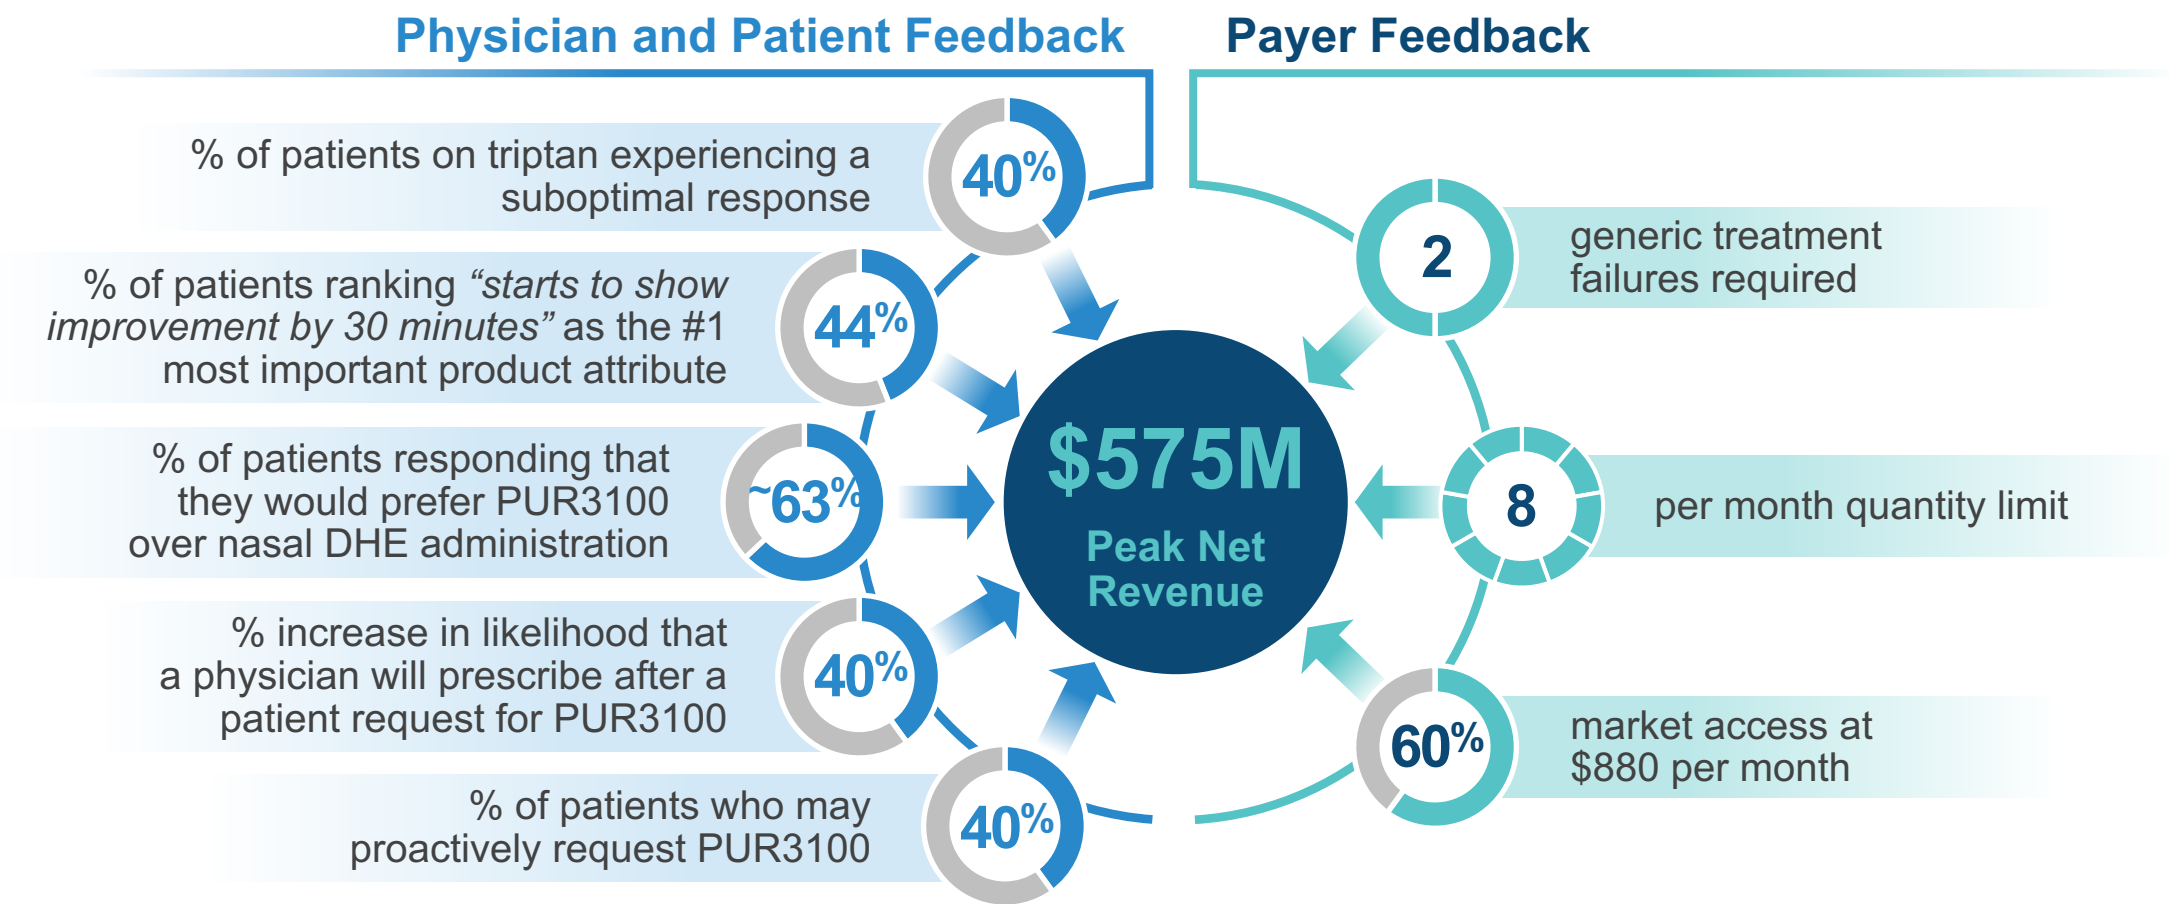 Physician and Patient Feedback
% of patients on triptan experiencing a
suboptimal response
40%
% of patients ranking “starts to show
improvement by 30 minutes” as the #1
most important product attribute
44%
% of patients responding that
they would prefer PUR3100
over nasal DHE administration
~63%
% increase in likelihood that
a physician will prescribe after a
patient request for PUR3100
40%
% of patients who may
proactively request PUR3100
40%
$575M
Peak Net
Revenue
Payer Feedback
2
generic treatment
failures required
8
per month quantity limit
60%
market access at
$880 per month